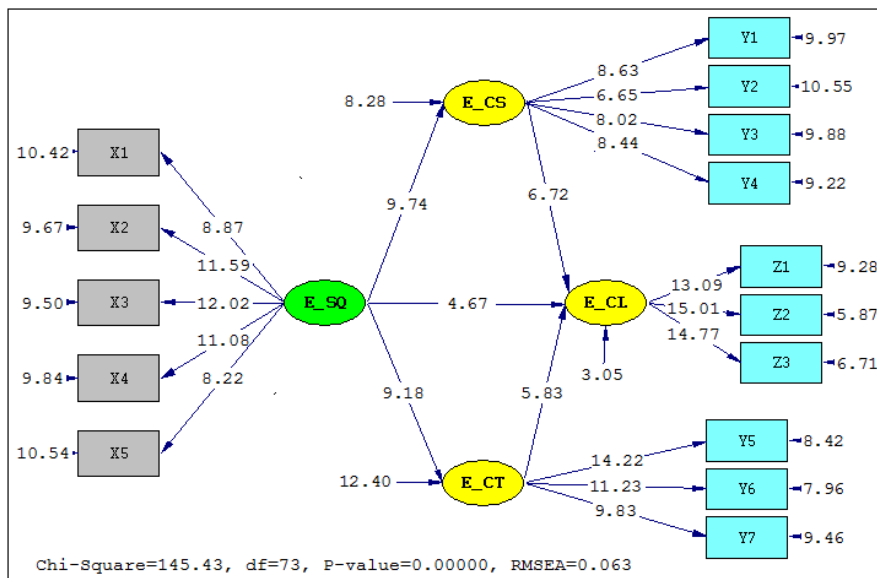 Y1
9.97
8.63
8.28
E_CS
6.65
Y2
10.55
8.02
Y3
9.88
8.44
Y4
9.22
10.42
X1
9.74
6.72
9.67
X2
8.87
11.59
Z1
9.28
13.09
9.50
X3
12.02
E_SQ
4.67
E_CL
15.01
Z2
5.87
14.77
11.08
Z3
6.71
9.84
X4
8.22
9.18
5.83
3.05
10.54
X5
Y5
8.42
14.22
12.40
E_CT
11.23
Y6
7.96
9.83
Y7
9.46
Chi-Square=145.43, df=73, P-value=0.00000, RMSEA=0.063